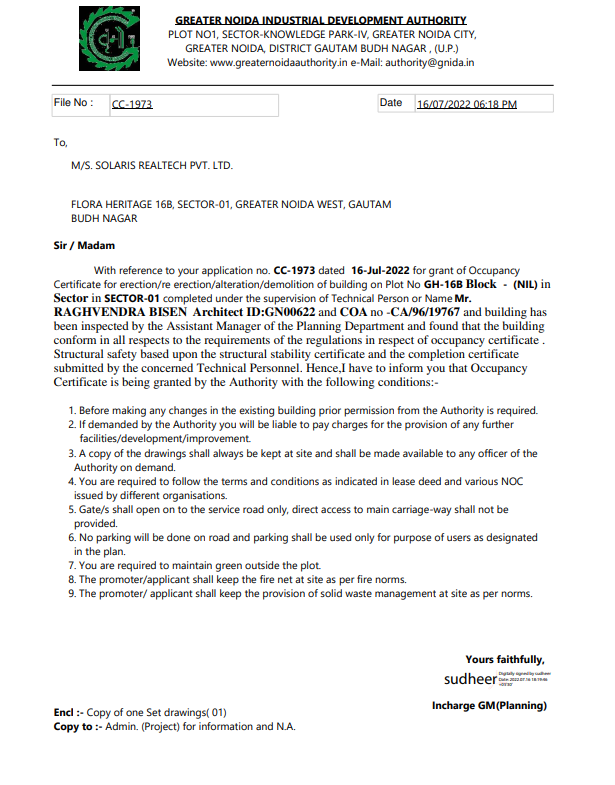 GREATER NOIDA INDUSTRIAL DEVELOPMENT AUTHORITY
PLOT NO1, SECTOR-KNOWLEDGE PARK-IV, GREATER NOIDA CITY,
GREATER NOIDA, DISTRICT GAUTAM BUDH NAGAR , (U.P.)
Website: www.greaternoidaauthority.in e-Mail: authority@gnida.in
File No : CC-1973 Date 16/07/2022 06:18 PM
To,
M/S. SOLARIS REALTECH PVT. LTD.
FLORA HERITAGE 16B, SECTOR-01, GREATER NOIDA WEST, GAUTAM
BUDH NAGAR
Sir / Madam
With reference to your application no. CC-1973 dated 16-Jul-2022 for grant of Occupancy
Certificate for erection/re erection/alteration/demolition of building on Plot No GH-16B Block - (NIL) in
Sector in SECTOR-01 completed under the supervision of Technical Person or Name Mr.
RAGHVENDRA BISEN Architect ID:GN00622 and COA no -CA/96/19767 and building has
been inspected by the Assistant Manager of the Planning Department and found that the building
conform in all respects to the requirements of the regulations in respect of occupancy certificate .
Structural safety based upon the structural stability certificate and the completion certificate
submitted by the concerned Technical Personnel. Hence,I have to inform you that Occupancy
Certificate is being granted by the Authority with the following conditions:-
1. Before making any changes in the existing building prior permission from the Authority is required.
2. If demanded by the Authority you will be liable to pay charges for the provision of any further
facilities/development/improvement.
3. A copy of the drawings shall always be kept at site and shall be made available to any officer of the
Authority on demand.
4. You are required to follow the terms and conditions as indicated in lease deed and various NOC
issued by different organisations.
5. Gate/s shall open on to the service road only, direct access to main carriage-way shall not be
provided.
6. No parking will be done on road and parking shall be used only for purpose of users as designated
in the plan.
7. You are required to maintain green outside the plot.
8. The promoter/applicant shall keep the fire net at site as per fire norms.
9. The promoter/ applicant shall keep the provision of solid waste management at site as per norms.
Yours faithfully,
sudheer
Digitally signed by sudheer
Date: 2022.07.16 18:19:46
+05'30'
Incharge GM(Planning)
Encl :- Copy of one Set drawings( 01)
Copy to :- Admin. (Project) for information and N.A.